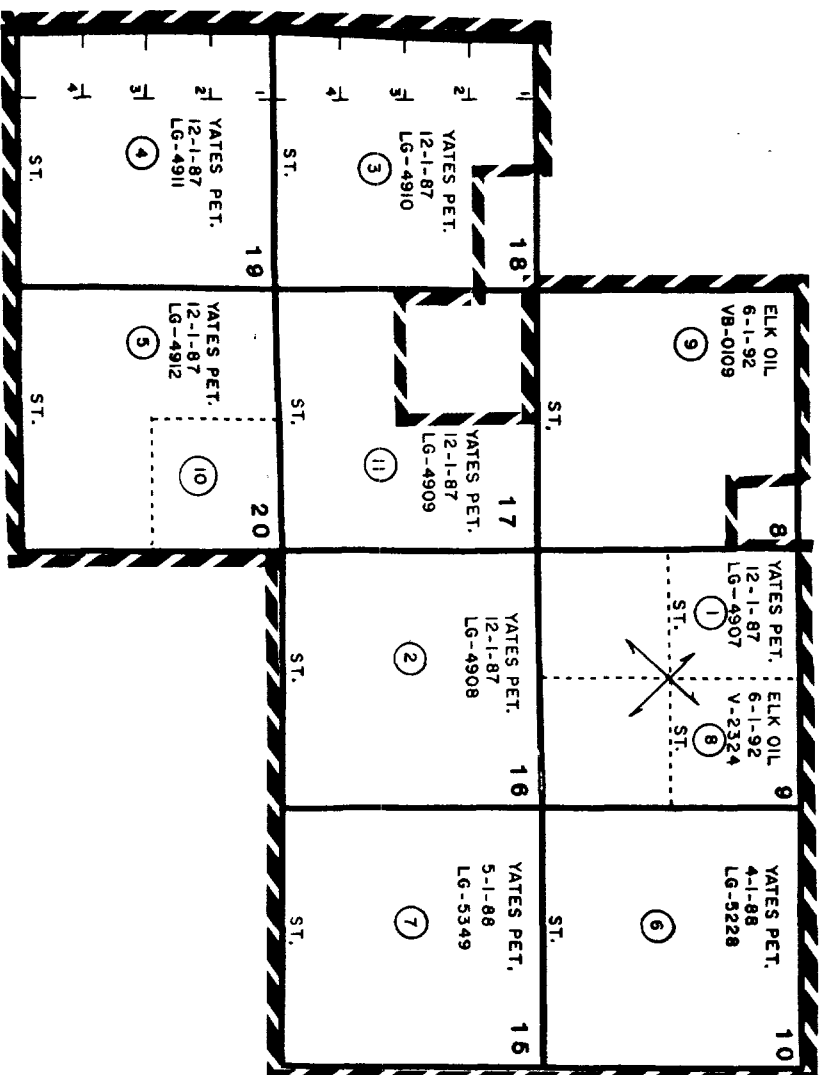 ELK OIL
6-1-92
VB-0109
8
9
ST.
YATES PET.
12-1-87
LG-4907
1
ST.
ELK OIL
6-1-92
V-2324
8
ST.
9
YATES PET.
4-1-88
LG-5228
10
6
ST.
1
2
3
4
18
YATES PET.
12-1-87
LG-4910
3
ST.
17
YATES PET.
12-1-87
LG-4909
11
ST.
YATES PET.
12-1-87
LG-4908
16
2
ST.
YATES PET.
5-1-88
LG-5349
15
7
ST.
1
2
3
4
19
YATES PET.
12-1-87
LG-4911
4
ST.
20
YATES PET.
12-1-87
LG-4912
5
10
ST.